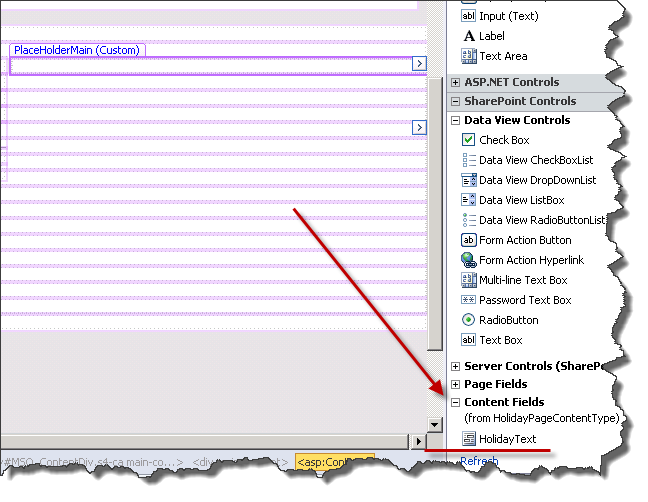 Input (Text)
A Label
Text Area
PlaceHolderMain (Custom)
ASP.NET Controls
SharePoint Controls
Data View Controls
Check Box
Data View CheckBoxList
Data View DropDownList
Data View ListBox
Data View RadioButtonList
ab Form Action Button
Form Action Hyperlink
Multi-line Text Box
Password Text Box
RadioButton
ab Text Box
Server Controls (SharePo
Page Fields
Content Fields
(from HolidayPageContentType)
HolidayText
Refresh
#MSO_ContentDiv.s4-ca main-co...> <div <asp:Con